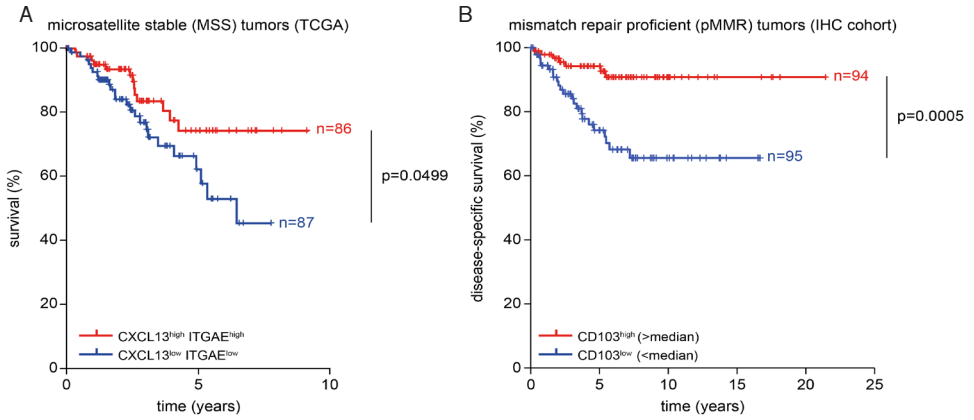 A
microsatellite stable (MSS) tumors (TCGA)
100
80
60
40
20
0
survival (%)
n=86
n=87
p=0.0499
CXCL13high ITGAEhigh
CXCL13low ITGAElow
0
5
10
time (years)
B
mismatch repair proficient (pMMR) tumors (IHC cohort)
100
80
60
40
20
0
disease-specific survival (%)
n=94
n=95
p=0.0005
CD103high (>median)
CD103low (<median)
0
5
10
15
20
25
time (years)